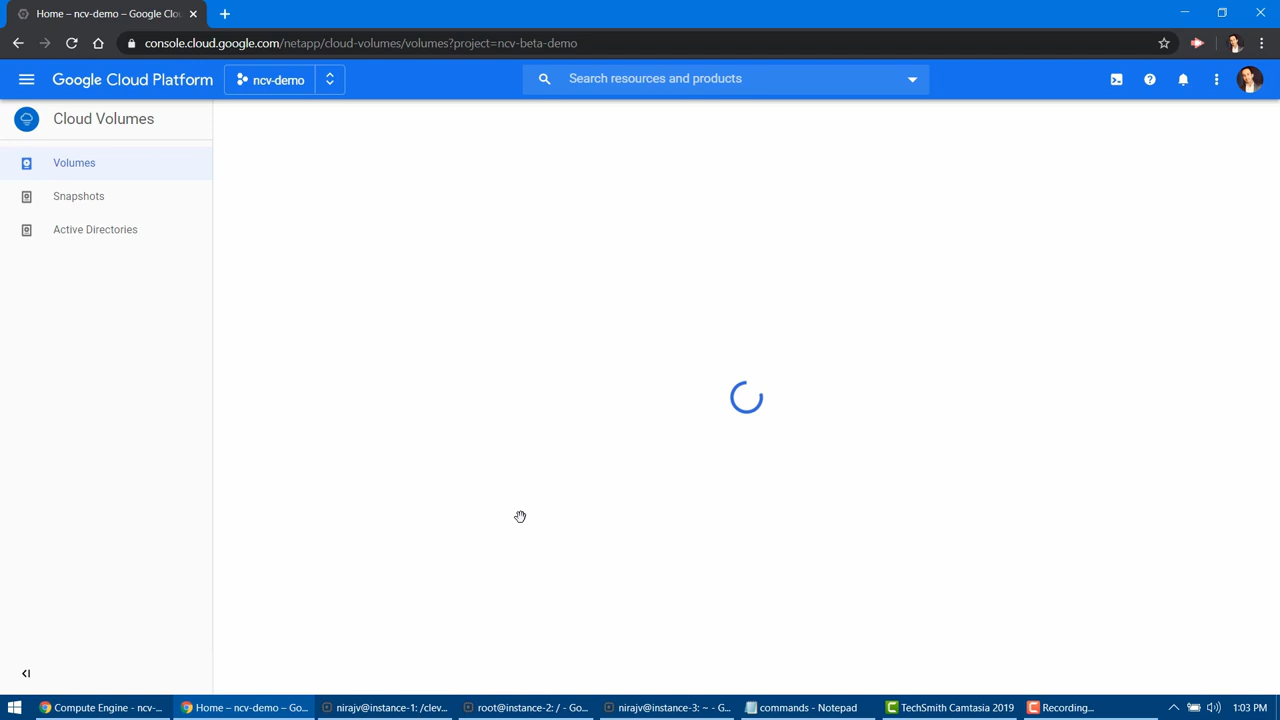 Home – ncv-demo – Google Clo
console.cloud.google.com/netapp/cloud-volumes/volumes?project=ncv-beta-demo
Google Cloud Platform
ncv-demo
Search resources and products
Cloud Volumes
Volumes
Snapshots
Active Directories
Compute Engine - ncv-...
Home – ncv-demo – Go...
nirajv@instance-1: /clev...
root@instance-2: / - Go...
nirajv@instance-3: ~ - G...
commands - Notepad
TechSmith Camtasia 2019
Recording...
1:03 PM